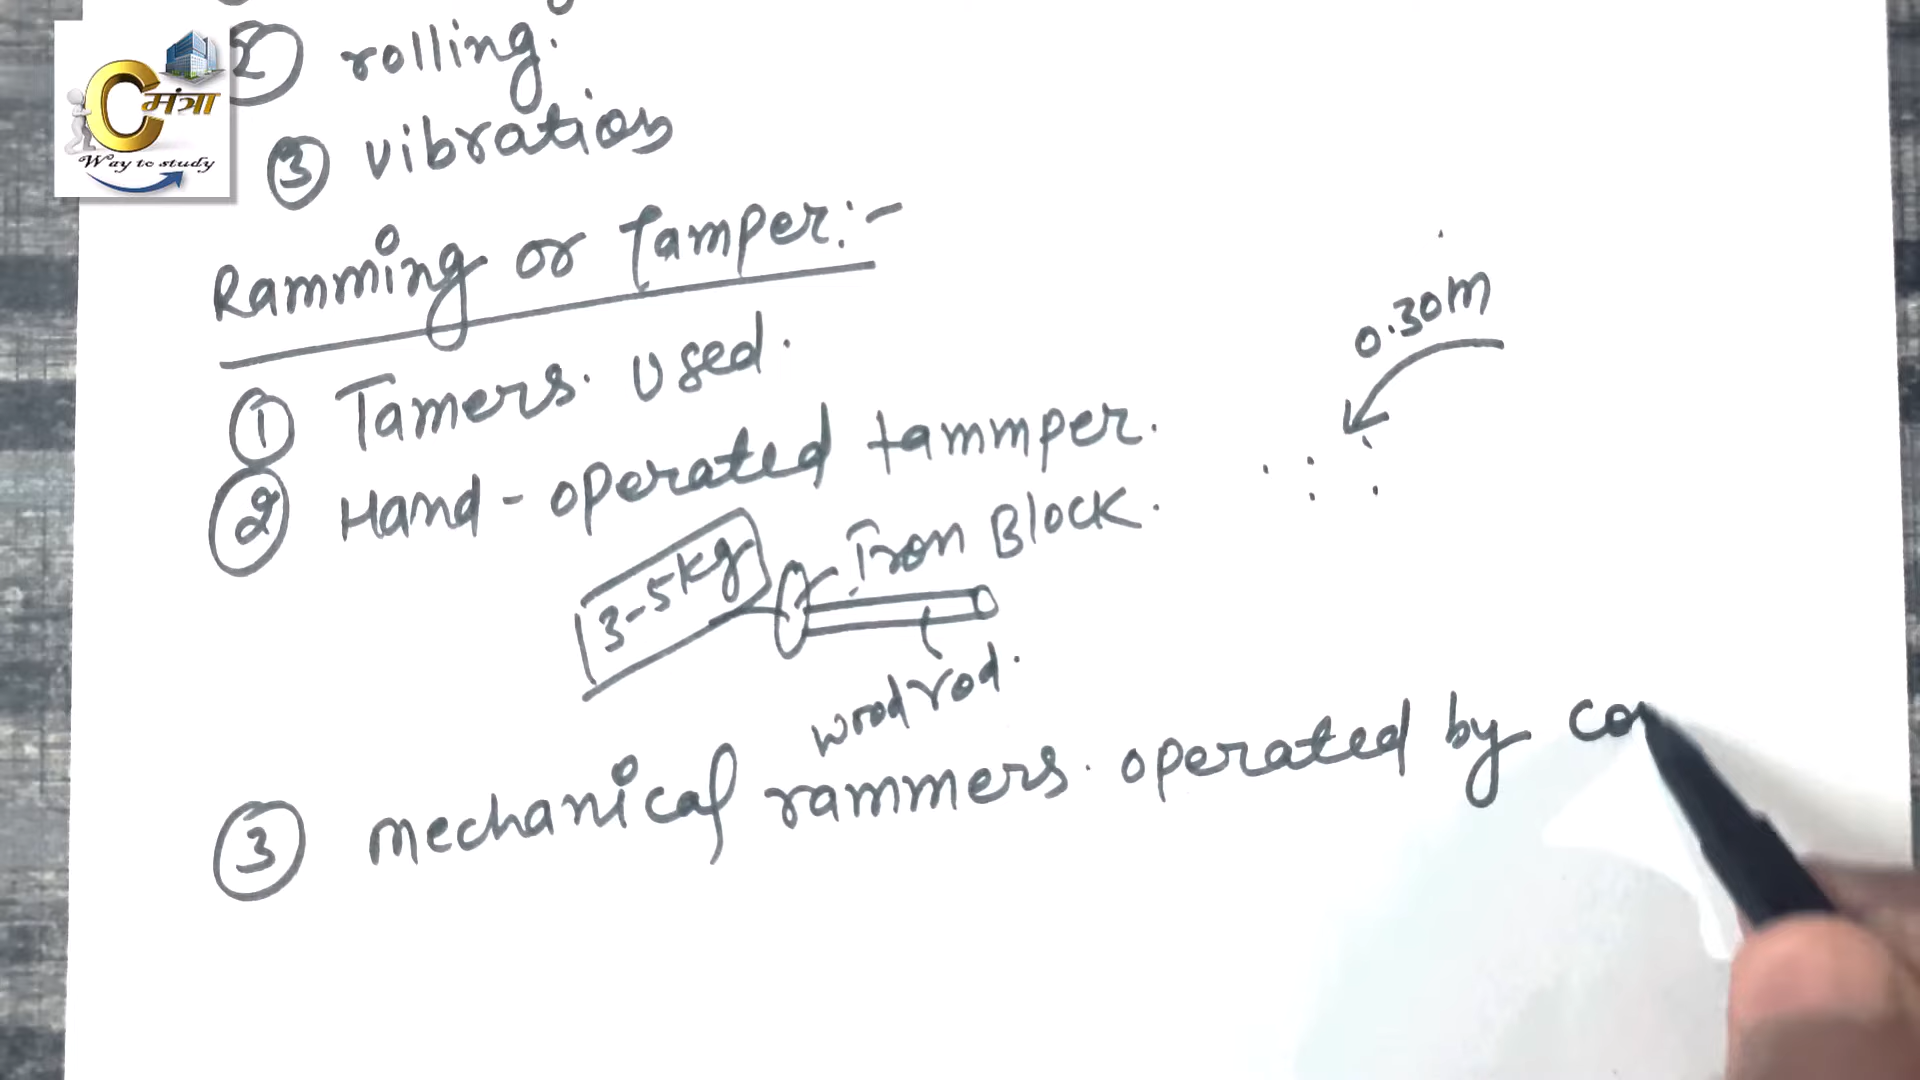 C मंत्रा
Way to study
② rolling.
③ vibration
Ramming or Tamper:-
① Tamers. Used.
② Hand-operated tammper.
0.30m
3-5kg
Iron Block.
wood rod.
③ mechanical rammers. operated by co